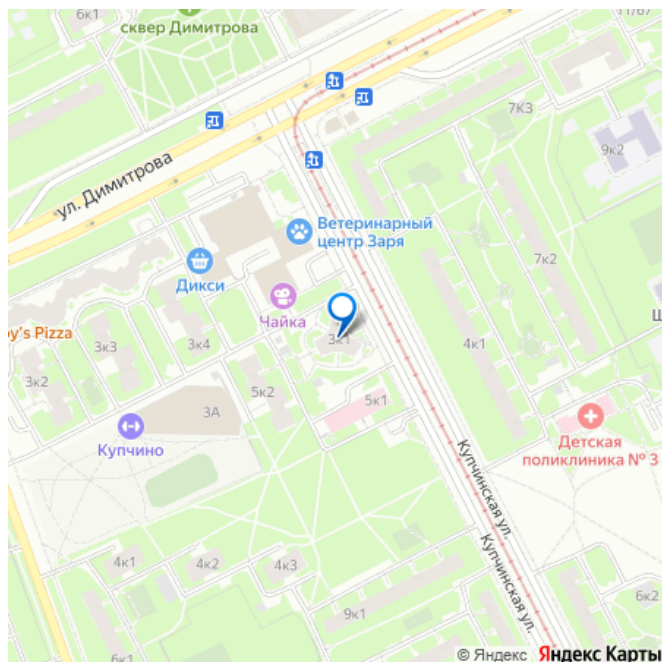 6к1
сквер Димитрова
11/67
7К3
9к2
ул. Димитрова
Ветеринарный
центр Заря
7к2
Дикси
Чайка
y's Pizza
3к3
3к4
3к1
4к1
3к2
5к2
3А
5к1
Купчино
Детская
поликлиника № 3
Купчинская ул.
Купчинская ул.
4к1
4к2
4к3
9к1
6к2
6к1
© Яндекс Яндекс Карты